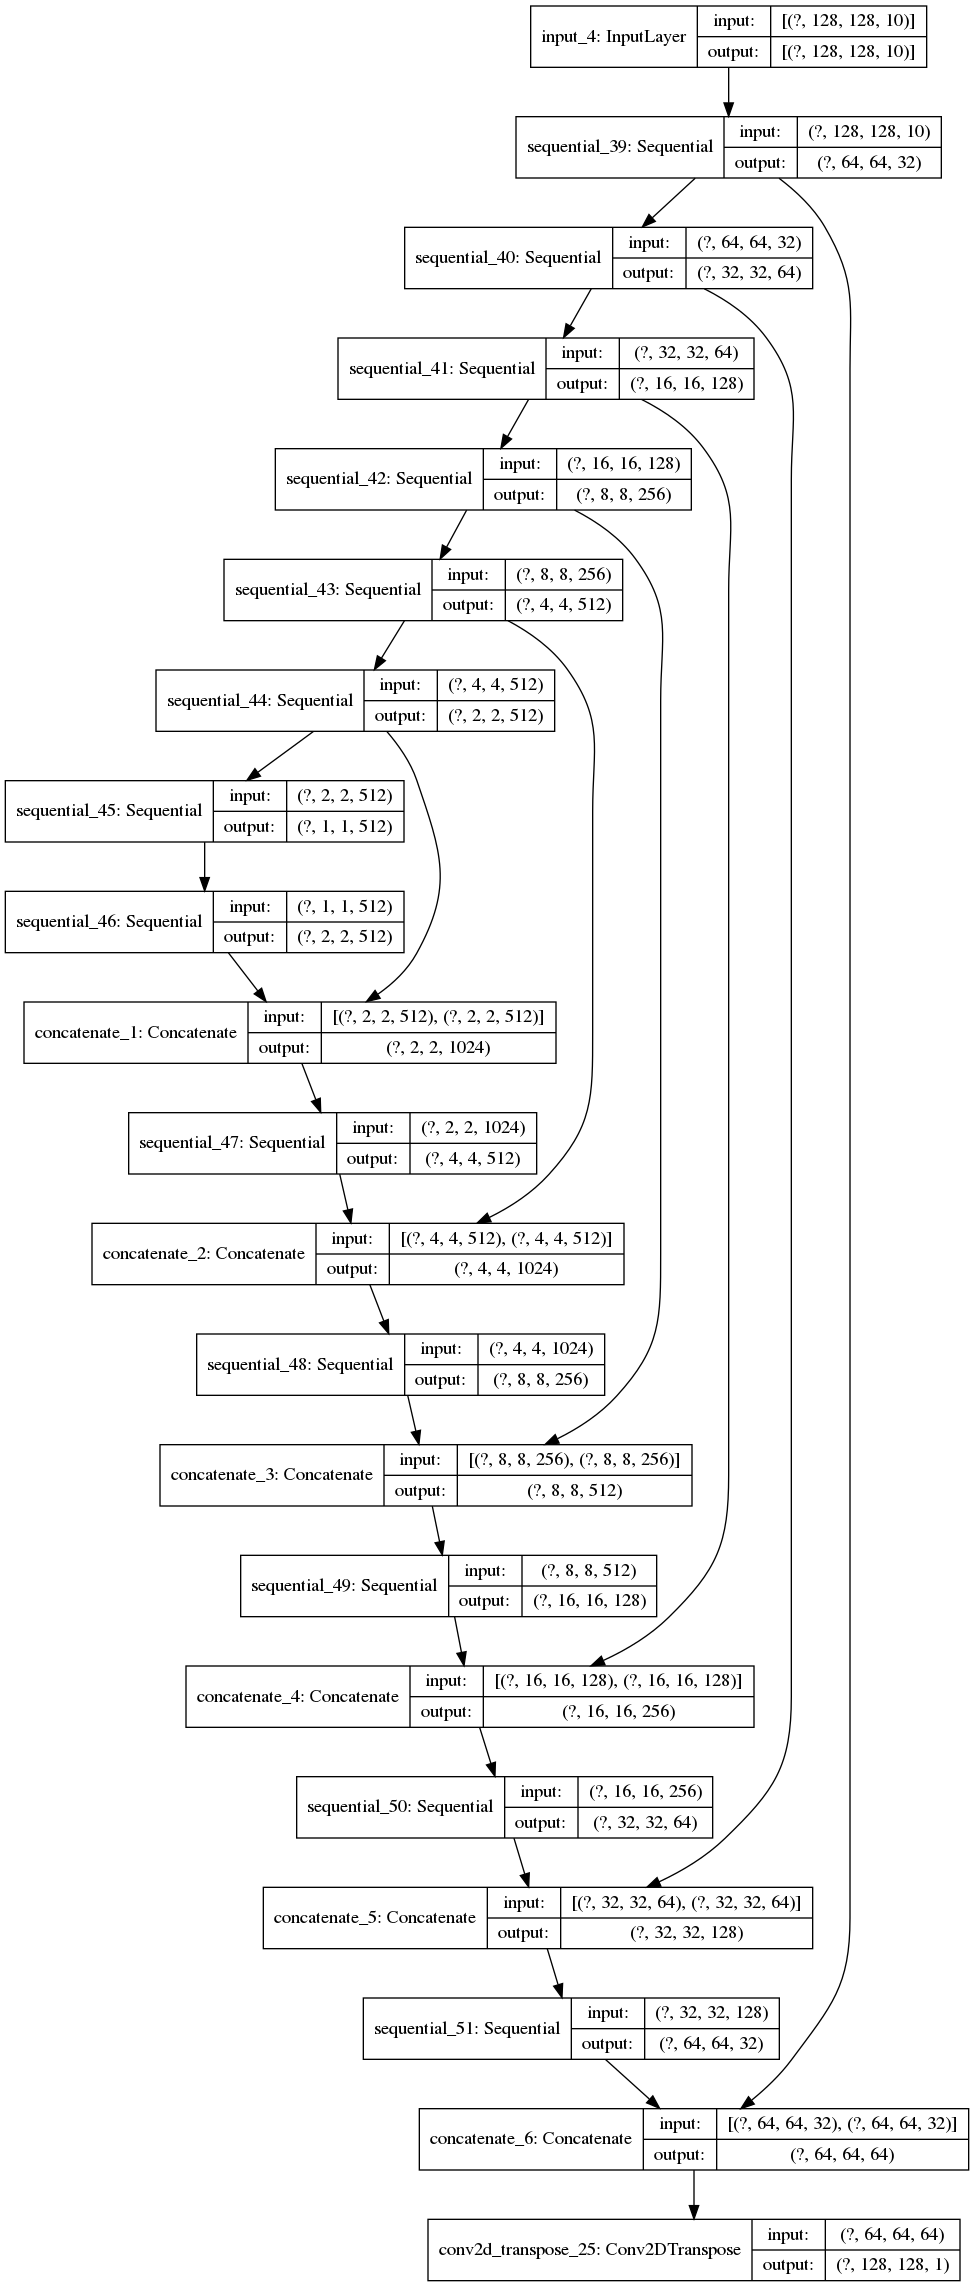 input_4: InputLayer
input: [(?, 128, 128, 10)]
output: [(?, 128, 128, 10)]
sequential_39: Sequential
input: (?, 128, 128, 10)
output: (?, 64, 64, 32)
sequential_40: Sequential
input: (?, 64, 64, 32)
output: (?, 32, 32, 64)
sequential_41: Sequential
input: (?, 32, 32, 64)
output: (?, 16, 16, 128)
sequential_42: Sequential
input: (?, 16, 16, 128)
output: (?, 8, 8, 256)
sequential_43: Sequential
input: (?, 8, 8, 256)
output: (?, 4, 4, 512)
sequential_44: Sequential
input: (?, 4, 4, 512)
output: (?, 2, 2, 512)
sequential_45: Sequential
input: (?, 2, 2, 512)
output: (?, 1, 1, 512)
sequential_46: Sequential
input: (?, 1, 1, 512)
output: (?, 2, 2, 512)
concatenate_1: Concatenate
input: [(?, 2, 2, 512), (?, 2, 2, 512)]
output: (?, 2, 2, 1024)
sequential_47: Sequential
input: (?, 2, 2, 1024)
output: (?, 4, 4, 512)
concatenate_2: Concatenate
input: [(?, 4, 4, 512), (?, 4, 4, 512)]
output: (?, 4, 4, 1024)
sequential_48: Sequential
input: (?, 4, 4, 1024)
output: (?, 8, 8, 256)
concatenate_3: Concatenate
input: [(?, 8, 8, 256), (?, 8, 8, 256)]
output: (?, 8, 8, 512)
sequential_49: Sequential
input: (?, 8, 8, 512)
output: (?, 16, 16, 128)
concatenate_4: Concatenate
input: [(?, 16, 16, 128), (?, 16, 16, 128)]
output: (?, 16, 16, 256)
sequential_50: Sequential
input: (?, 16, 16, 256)
output: (?, 32, 32, 64)
concatenate_5: Concatenate
input: [(?, 32, 32, 64), (?, 32, 32, 64)]
output: (?, 32, 32, 128)
sequential_51: Sequential
input: (?, 32, 32, 128)
output: (?, 64, 64, 32)
concatenate_6: Concatenate
input: [(?, 64, 64, 32), (?, 64, 64, 32)]
output: (?, 64, 64, 64)
conv2d_transpose_25: Conv2DTranspose
input: (?, 64, 64, 64)
output: (?, 128, 128, 1)